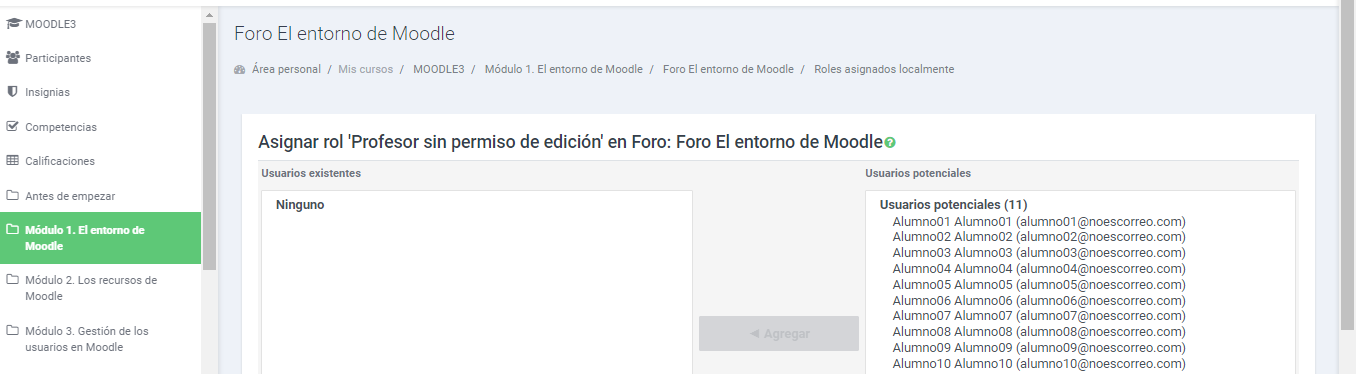 MOODLE3
Participantes
Insignias
Competencias
Calificaciones
Antes de empezar
Módulo 1. El entorno de
Moodle
Módulo 2. Los recursos de
Moodle
Módulo 3. Gestión de los
usuarios en Moodle
Foro El entorno de Moodle
Área personal / Mis cursos / MOODLE3 / Módulo 1. El entorno de Moodle / Foro El entorno de Moodle / Roles asignados localmente
Asignar rol 'Profesor sin permiso de edición' en Foro: Foro El entorno de Moodle
Usuarios existentes
Ninguno
◄ Agregar
Usuarios potenciales
Usuarios potenciales (11)
Alumno01 Alumno01 (alumno01@noescorreo.com)
Alumno02 Alumno02 (alumno02@noescorreo.com)
Alumno03 Alumno03 (alumno03@noescorreo.com)
Alumno04 Alumno04 (alumno04@noescorreo.com)
Alumno05 Alumno05 (alumno05@noescorreo.com)
Alumno06 Alumno06 (alumno06@noescorreo.com)
Alumno07 Alumno07 (alumno07@noescorreo.com)
Alumno08 Alumno08 (alumno08@noescorreo.com)
Alumno09 Alumno09 (alumno09@noescorreo.com)
Alumno10 Alumno10 (alumno10@noescorreo.com)